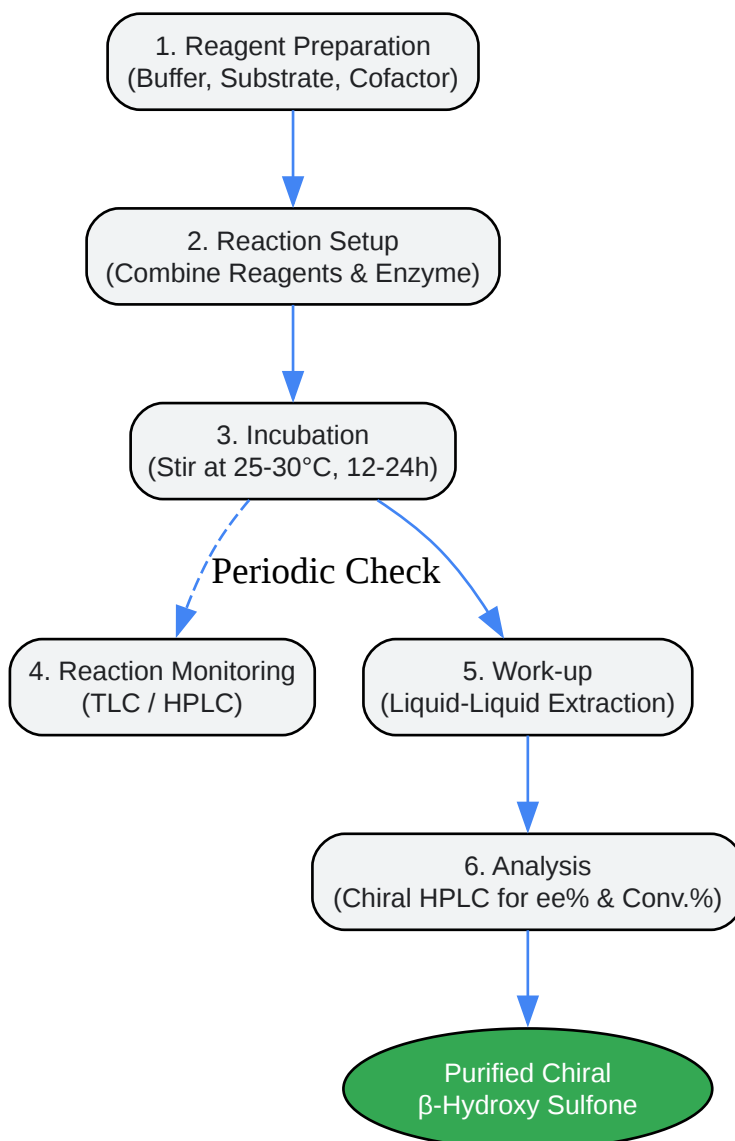 1. Reagent Preparation
(Buffer, Substrate, Cofactor)
2. Reaction Setup
(Combine Reagents & Enzyme)
3. Incubation
(Stir at 25-30°C, 12-24h)
Periodic Check
4. Reaction Monitoring
(TLC / HPLC)
5. Work-up
(Liquid-Liquid Extraction)
6. Analysis
(Chiral HPLC for ee% & Conv.%)
Purified Chiral
β-Hydroxy Sulfone